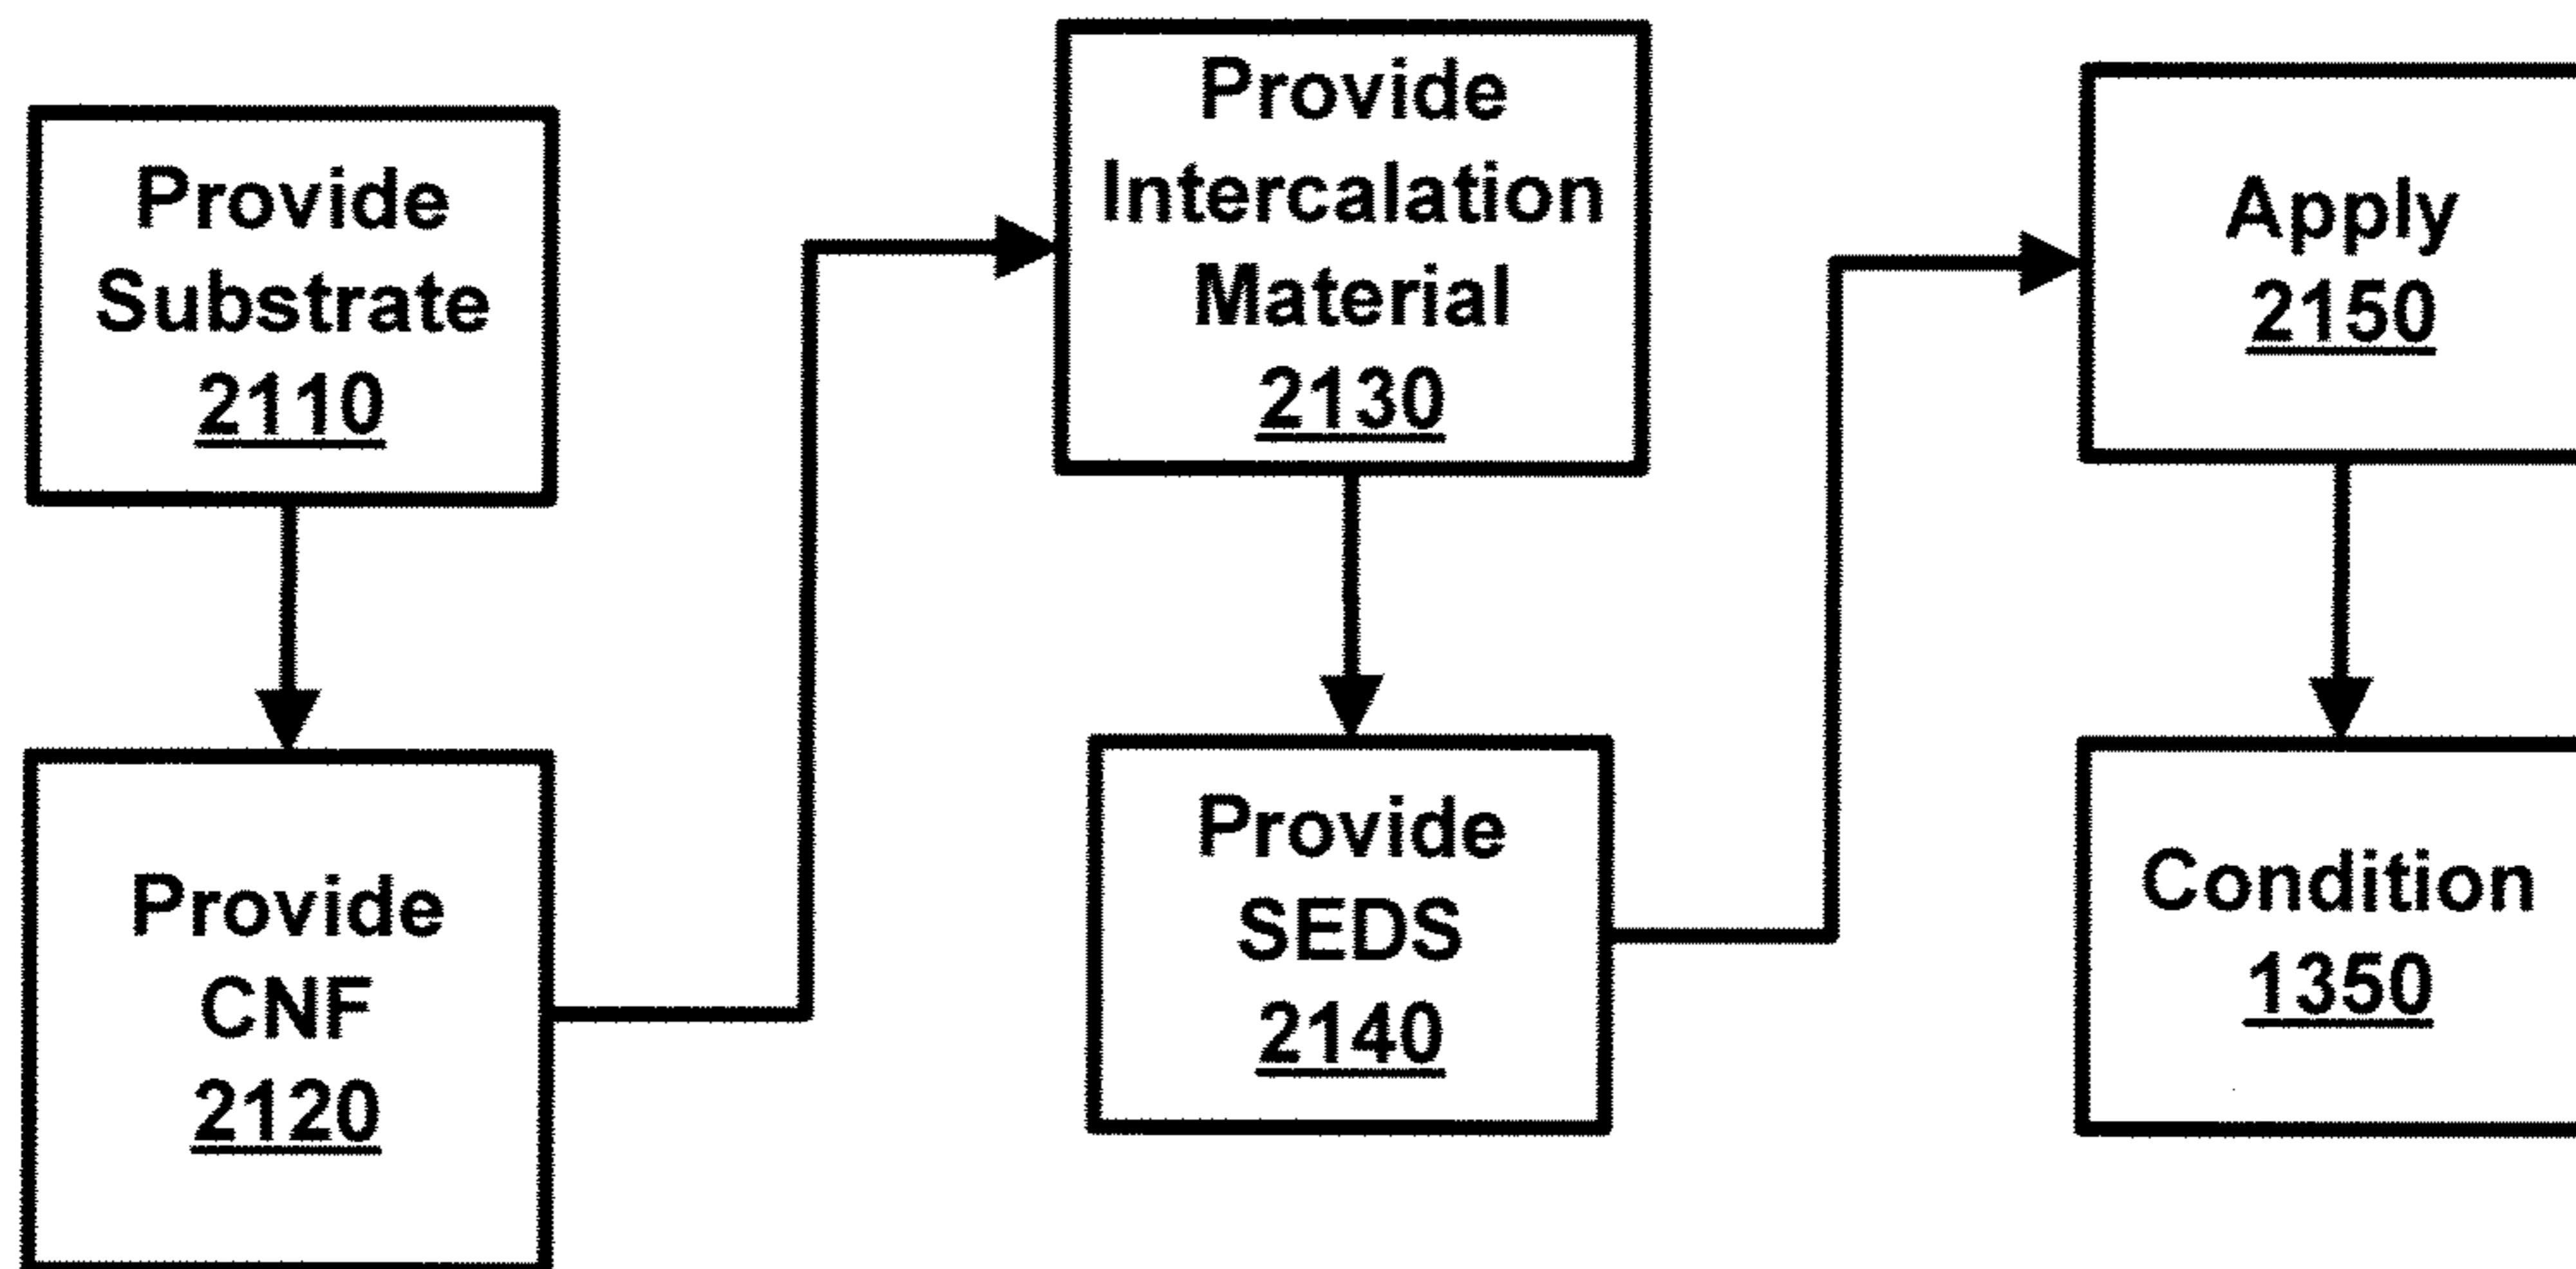 Provide
Substrate
2110
Provide
CNF
2120
Provide
Intercalation
Material
2130
Provide
SEDS
2140
Apply
2150
Condition
1350